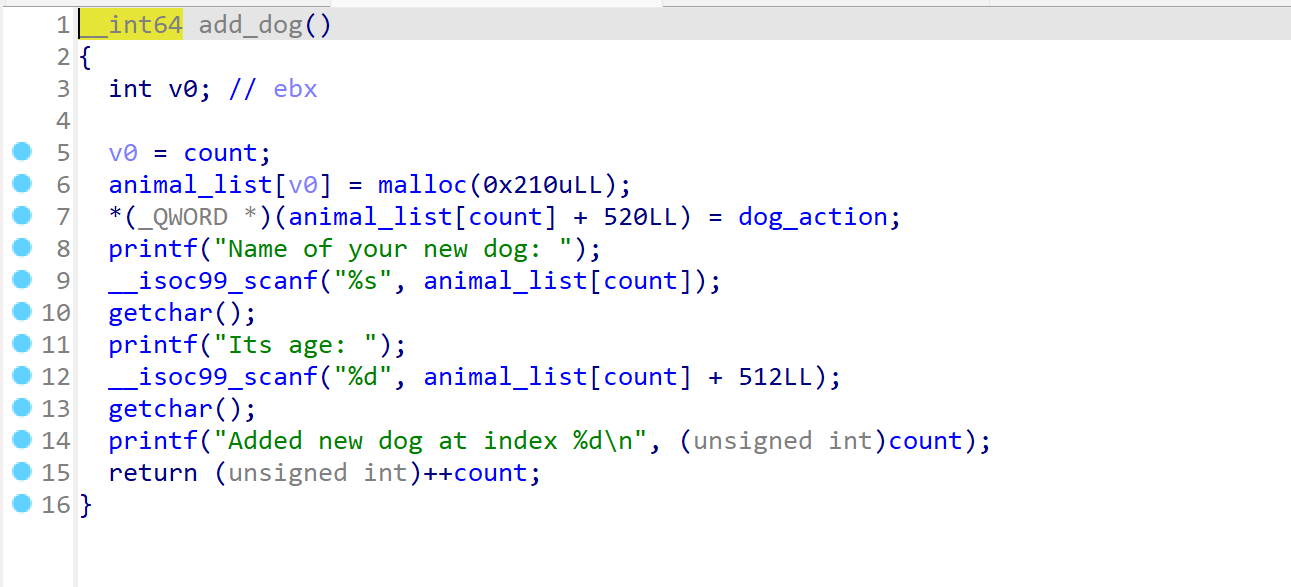 1 __int64 add_dog()
2 {
3 int v0; // ebx
4
5 v0 = count;
6 animal_list[v0] = malloc(0x210uLL);
7 *(_QWORD *)(animal_list[count] + 520LL) = dog_action;
8 printf("Name of your new dog: ");
9 __isoc99_scanf("%s", animal_list[count]);
10 getchar();
11 printf("Its age: ");
12 __isoc99_scanf("%d", animal_list[count] + 512LL);
13 getchar();
14 printf("Added new dog at index %d\n", (unsigned int)count);
15 return (unsigned int)++count;
16 }